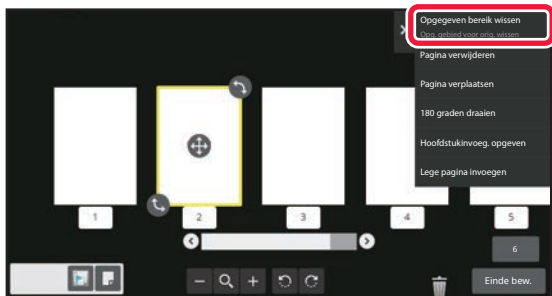 Opgegeven bereik wissen
Opg. gebied voor orig. wissen
Pagina verwijderen
Pagina verplaatsen
180 graden draaien
Hoofdstukinvoeg. opgeven
Lege pagina invoegen
1
2
3
4
5
6
Einde bew.